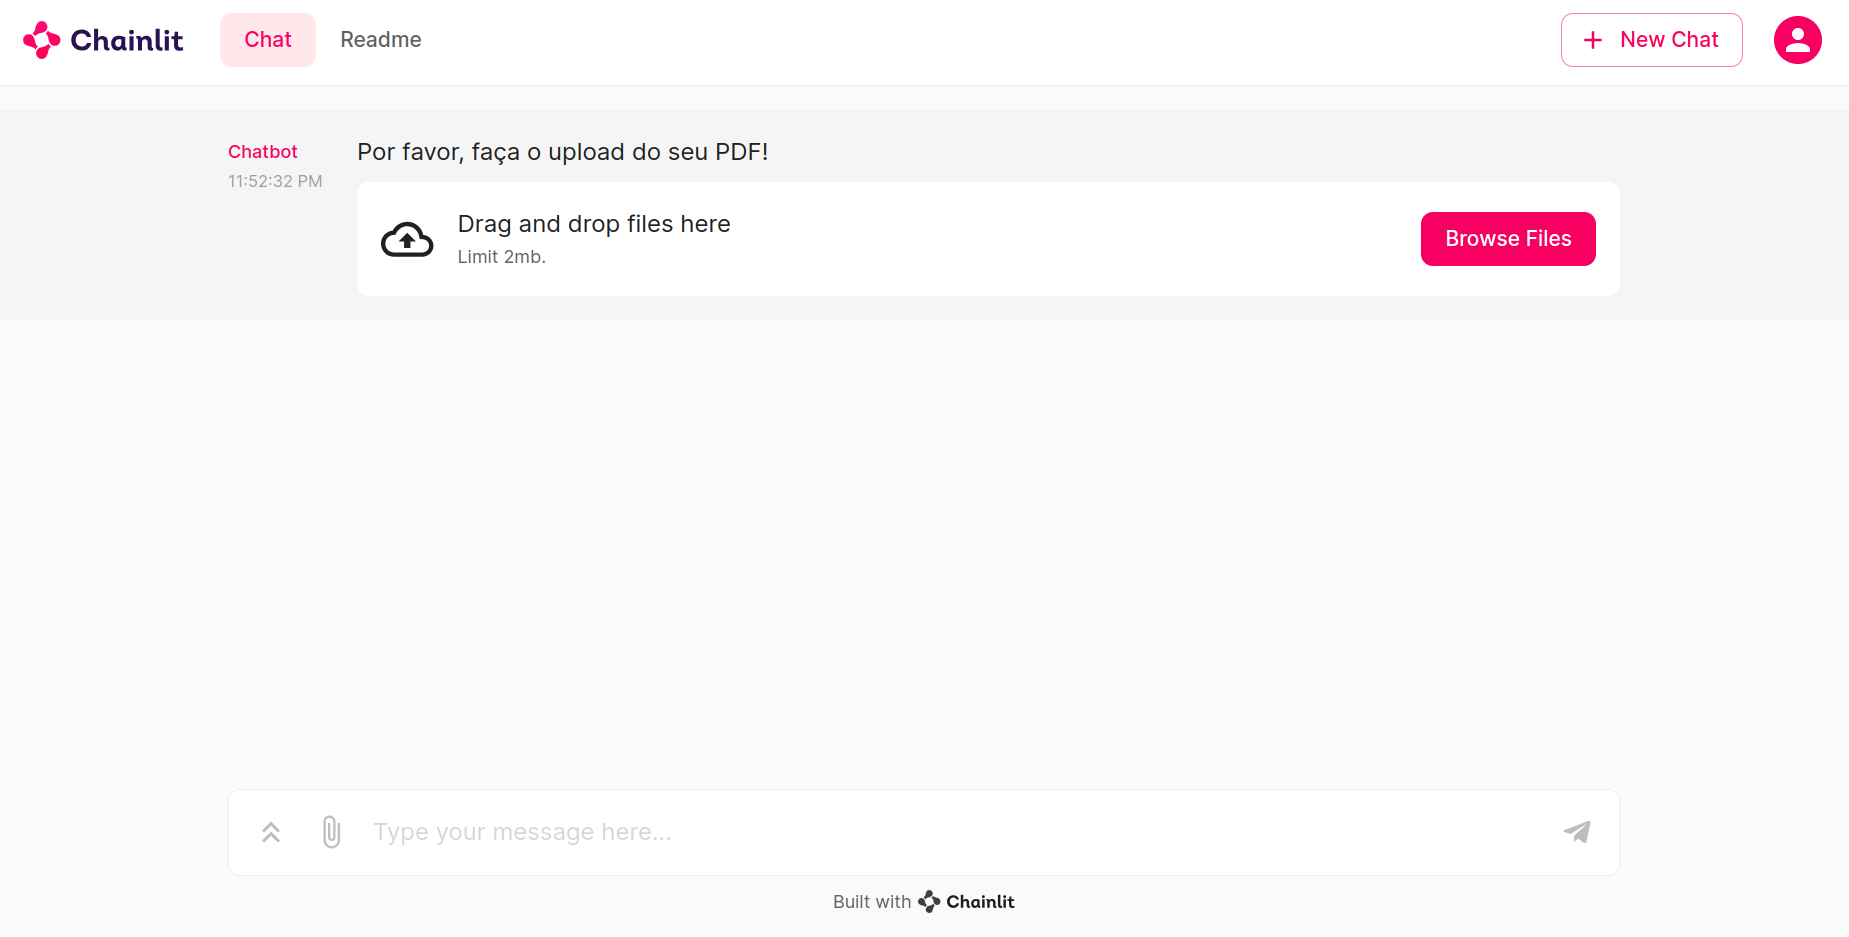 Chainlit
Chat
Readme
New Chat
Chatbot
11:52:32 PM
Por favor, faça o upload do seu PDF!
Drag and drop files here
Limit 2mb.
Browse Files
Type your message here...
Built with Chainlit